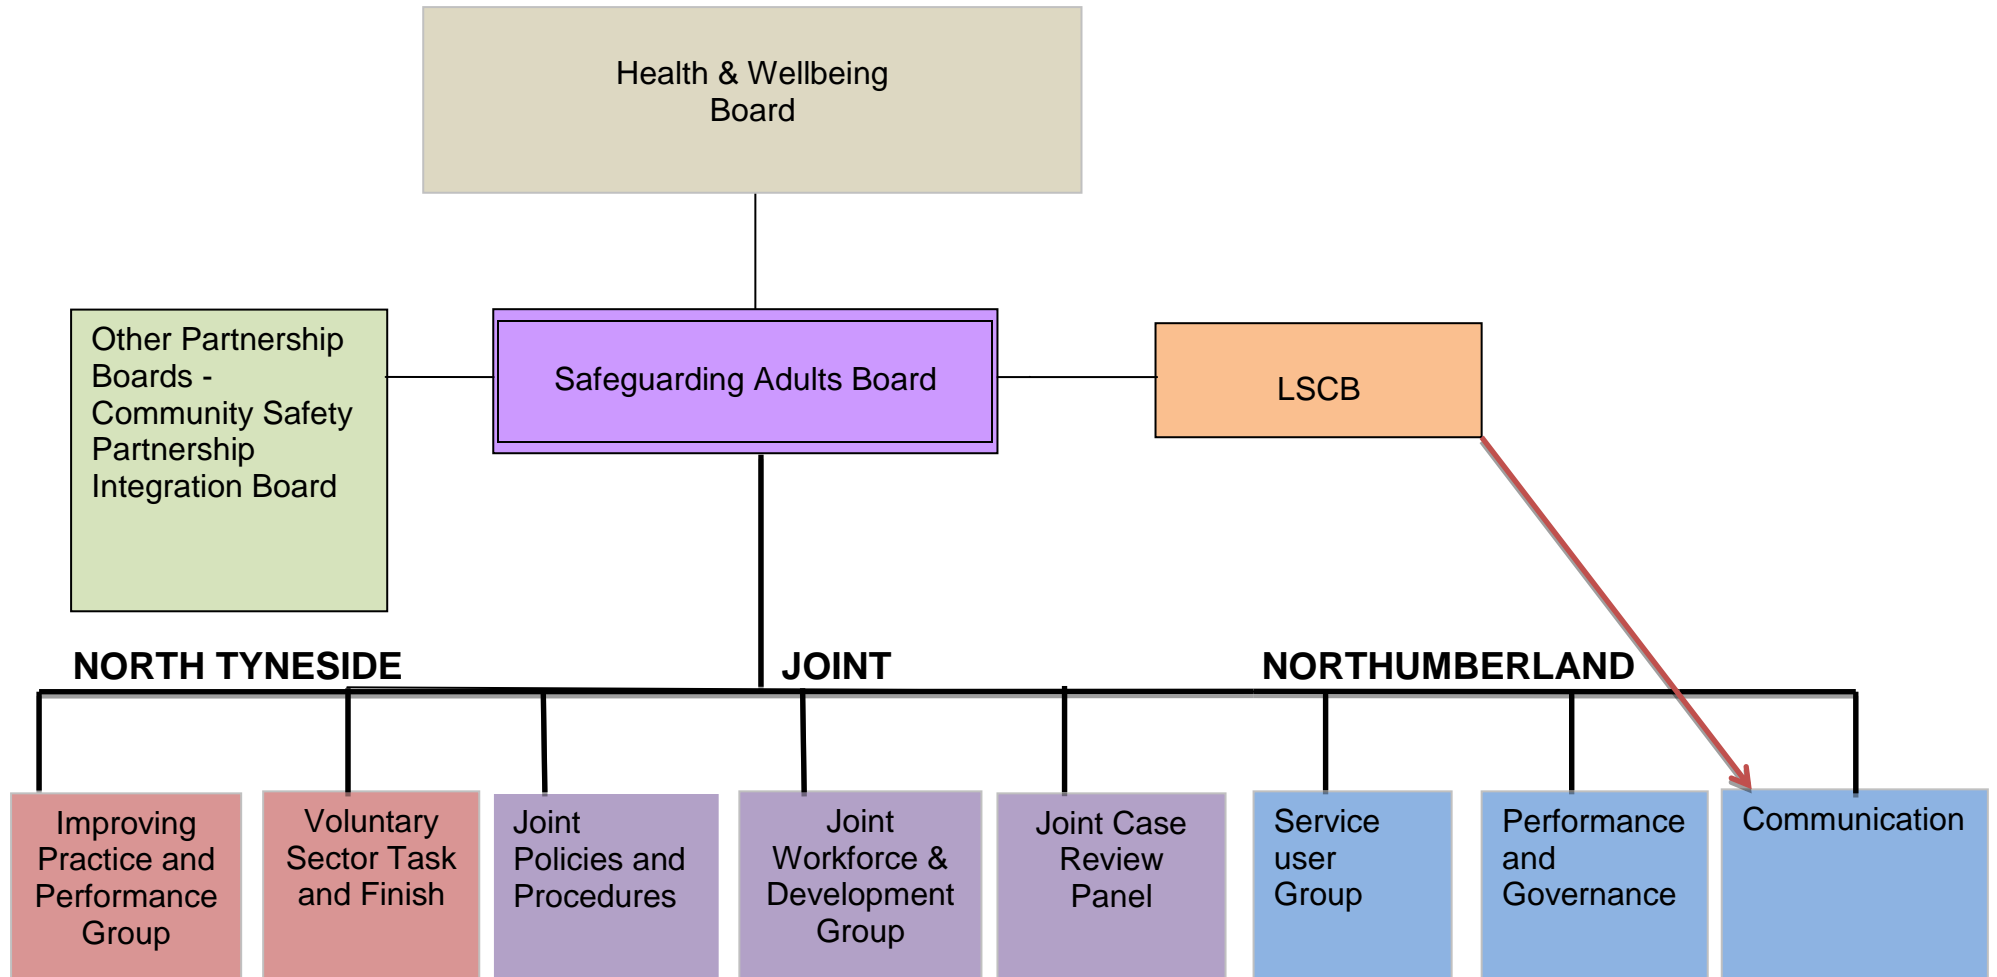 Health & Wellbeing
Board
Other Partnership
Boards -
Community Safety
Partnership
Integration Board
Safeguarding Adults Board
LSCB
NORTH TYNESIDE
JOINT
NORTHUMBERLAND
Improving
Practice and
Performance
Group
Voluntary
Sector Task
and Finish
Joint
Policies and
Procedures
Joint
Workforce &
Development
Group
Joint Case
Review
Panel
Service
user
Group
Performance
and
Governance
Communication